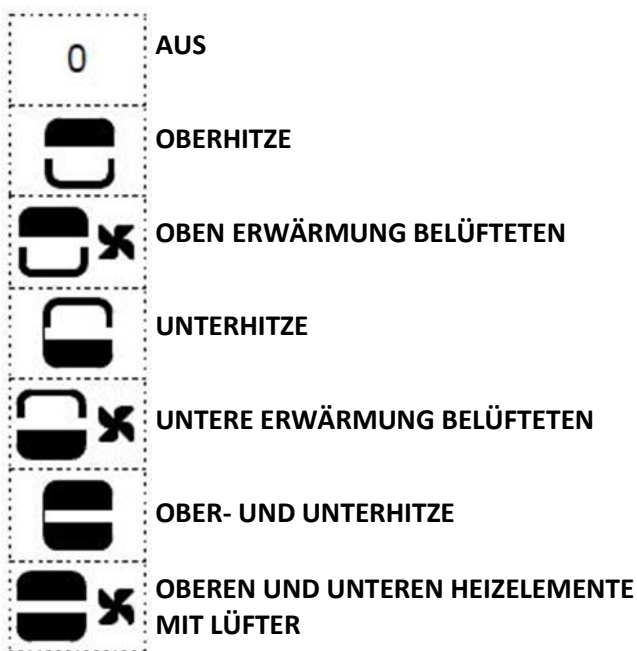 0
AUS
OBERHITZE
OBEN ERWÄRMUNG BELÜFTETEN
UNTERHITZE
UNTERE ERWÄRMUNG BELÜFTETEN
OBER- UND UNTERHITZE
OBEREN UND UNTEREN HEIZELEMENTE
MIT LÜFTER